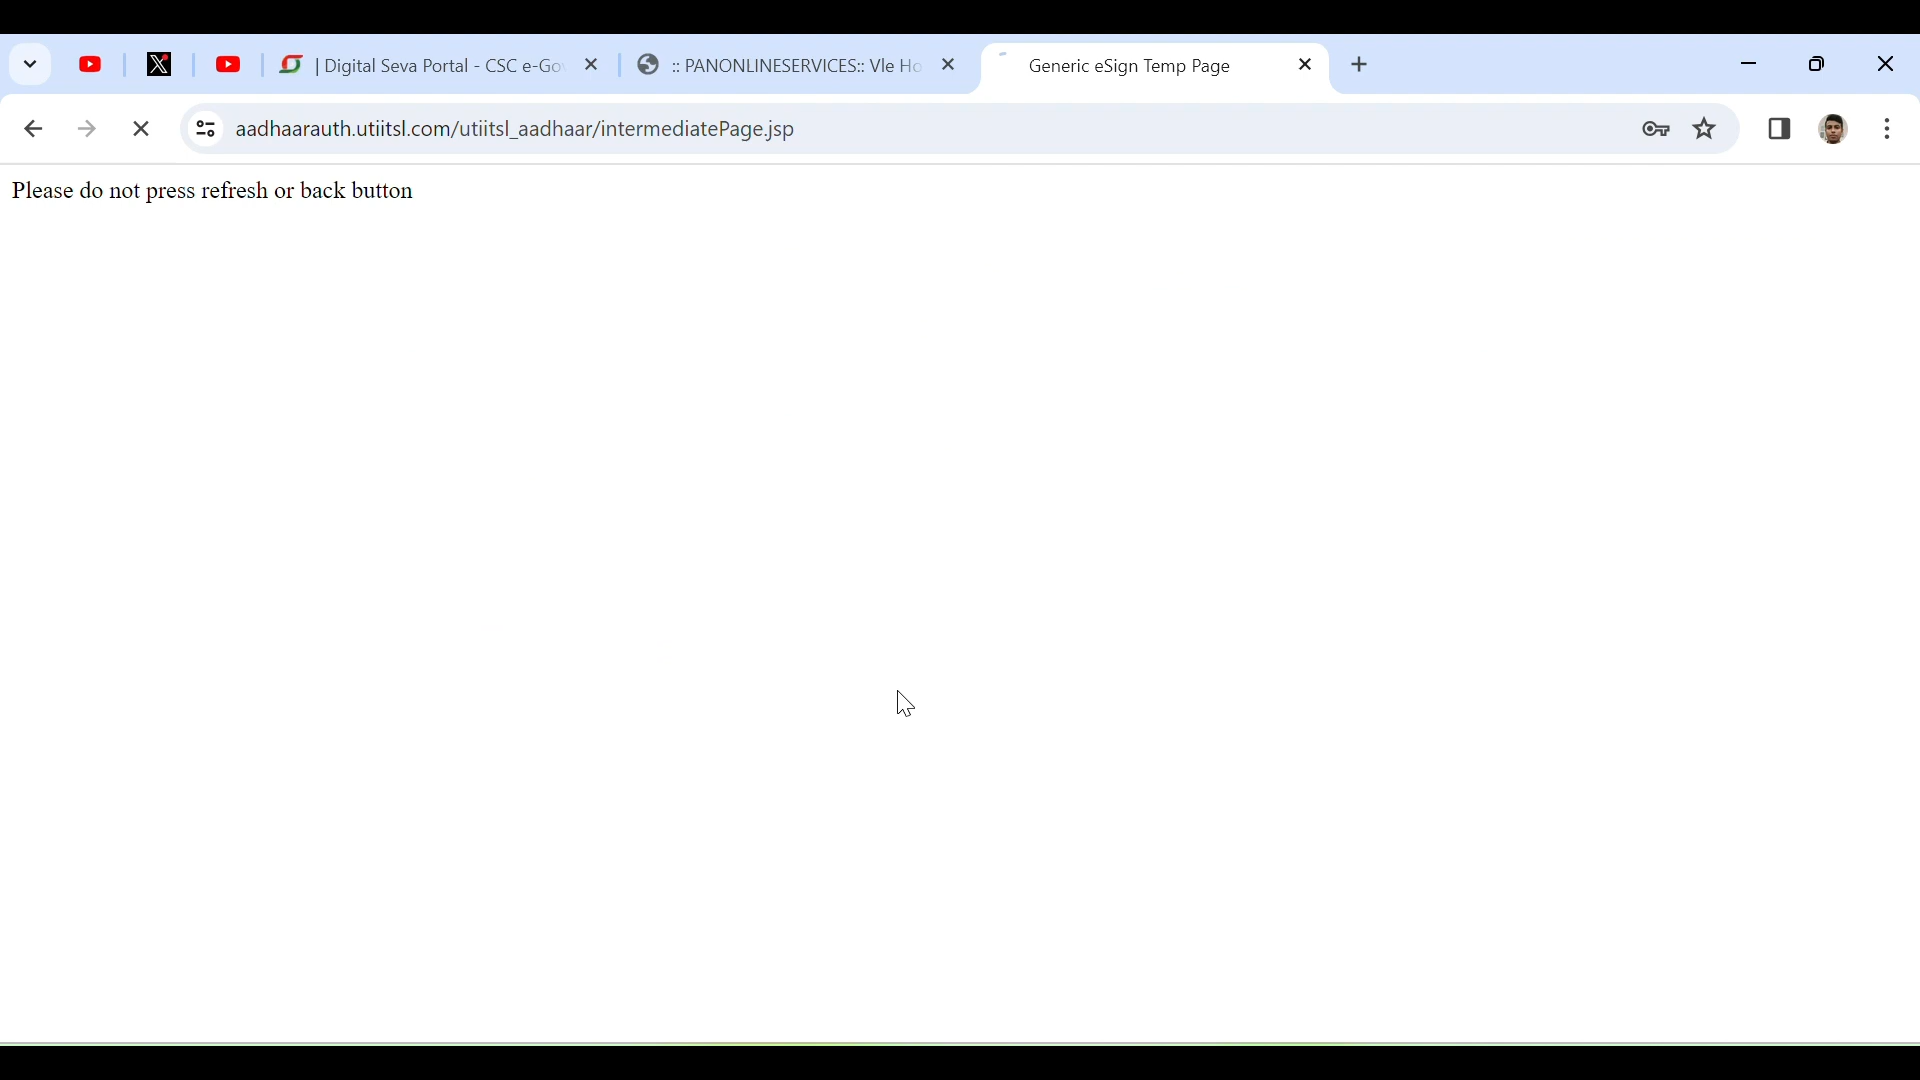 | Digital Seva Portal - CSC e-Go
:: PANONLINESERVICES:: Vle Ho
Generic eSign Temp Page
aadhaarauth.utiitsl.com/utiitsl_aadhaar/intermediatePage.jsp
Please do not press refresh or back button